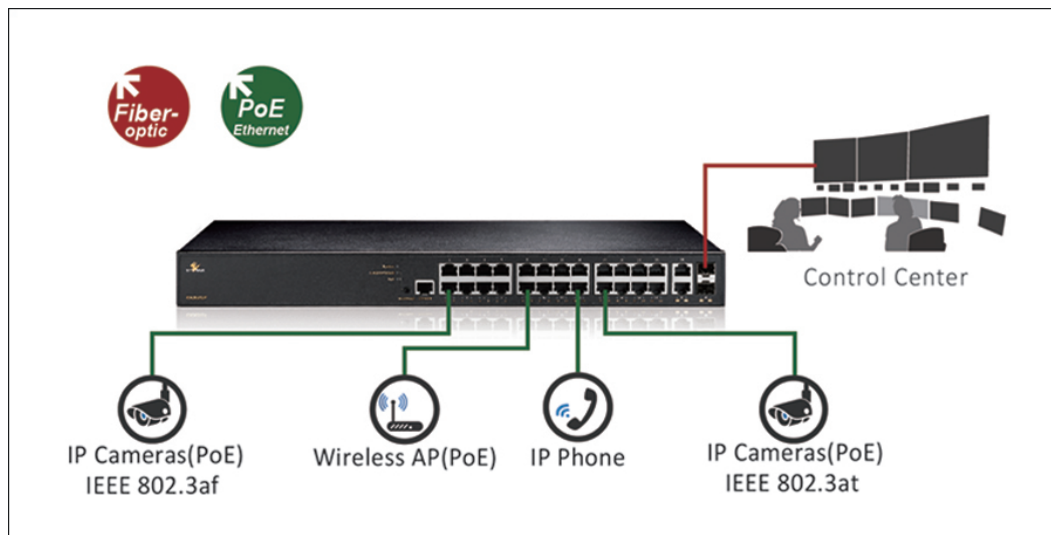 Fiber-
optic
PoE
Ethernet
Control Center
IP Cameras(PoE)
IEEE 802.3af
Wireless AP(PoE)
IP Phone
IP Cameras(PoE)
IEEE 802.3at